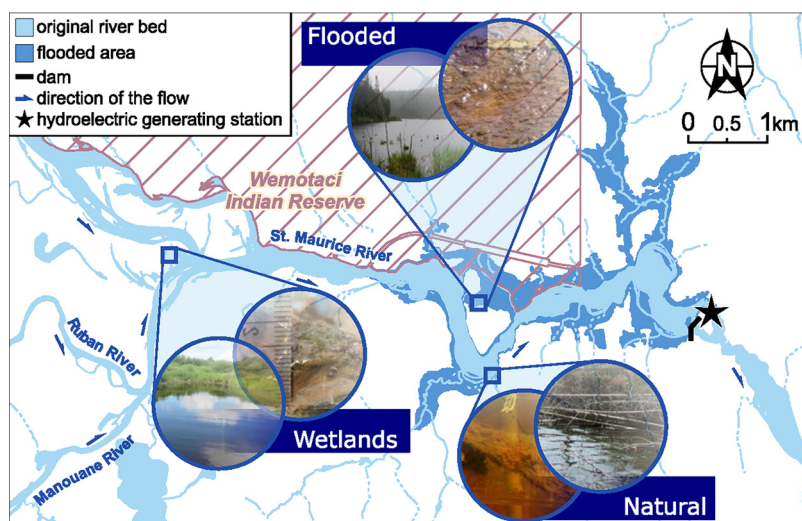 original river bed
flooded area
dam
direction of the flow
hydroelectric generating station
Flooded
N
0 0.5 1km
Wemotaci
Indian Reserve
St. Maurice River
Ruban River
Manouane River
Wetlands
Natural